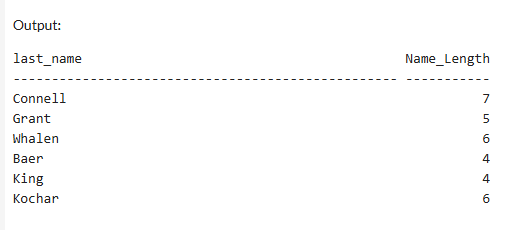 Output:
last_name Name_Length
-------------------------------------------------- -----------
Connell 7
Grant 5
Whalen 6
Baer 4
King 4
Kochar 6